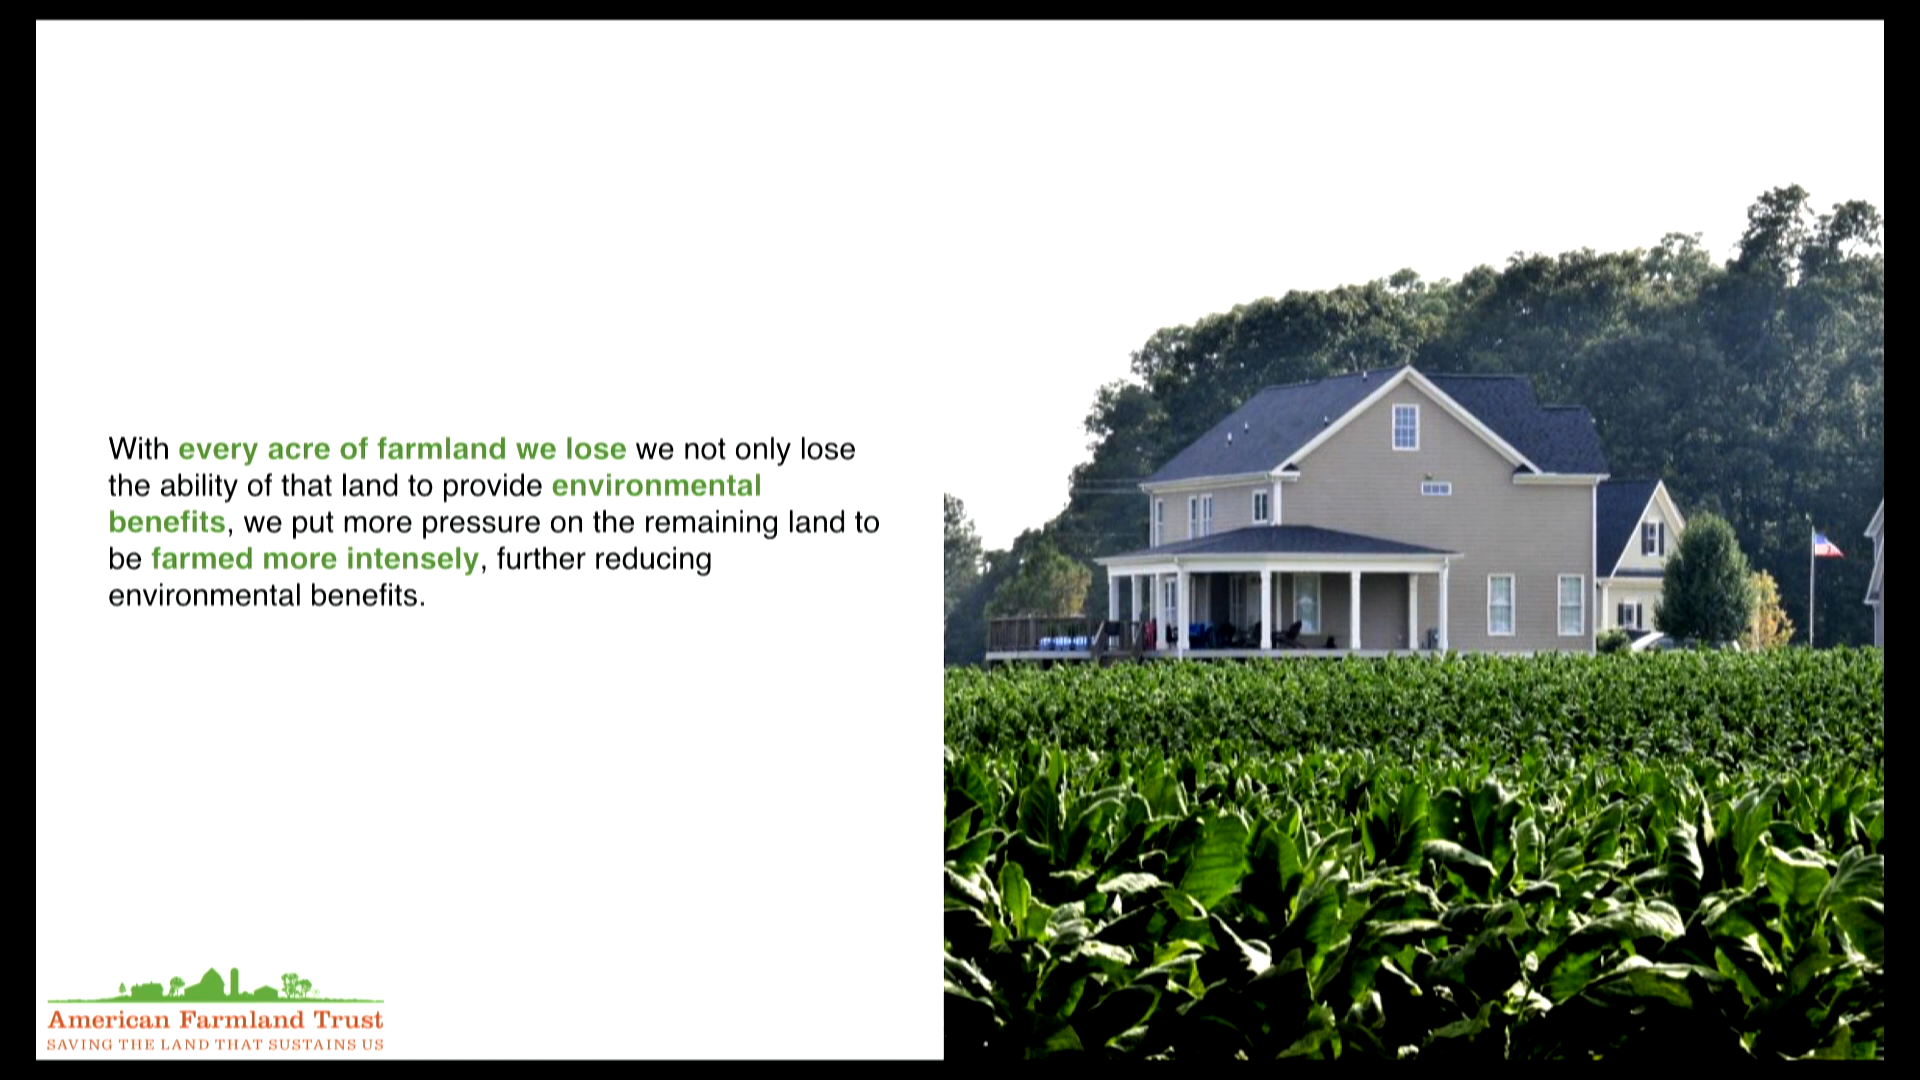 With every acre of farmland we lose we not only lose
the ability of that land to provide environmental
benefits, we put more pressure on the remaining land to
be farmed more intensely, further reducing
environmental benefits.
American Farmland Trust
SAVING THE LAND THAT SUSTAINS US